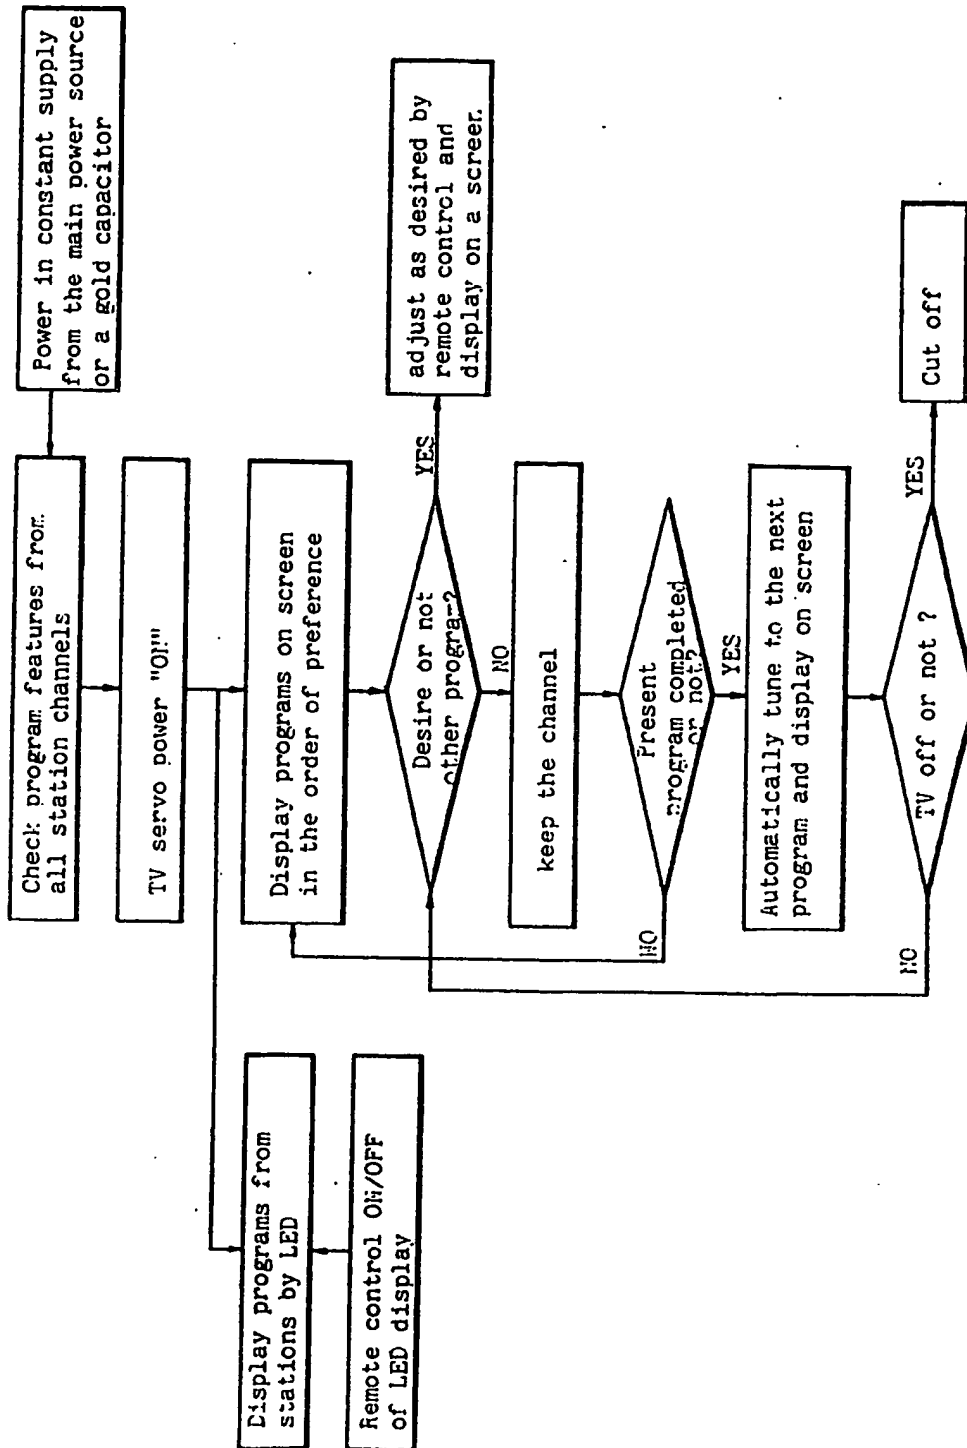 Power in constant supply
from the main power source
or a gold capacitor
Check program features from
all station channels
TV servo power "ON"
Display programs from
stations by LED
Remote control ON/OFF
of LED display
Display programs on screen
in the order of preference
Desire or not
other program?
YES
adjust as desired by
remote control and
display on a screen.
NO
keep the channel
Present
program completed
or not?
NO
YES
Automatically tune to the next
program and display on screen
TV off or not ?
NO
YES
Cut off